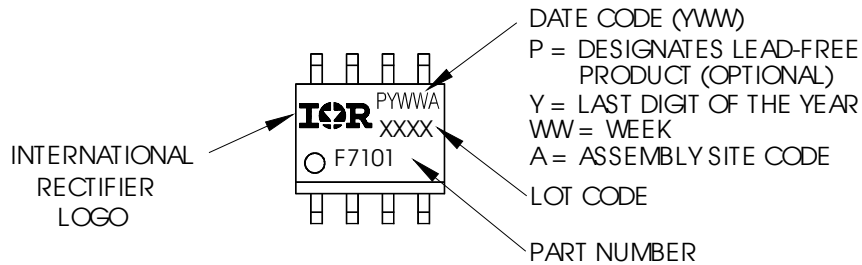 DATE CODE (YWW)
P = DESIGNATES LEAD-FREE
PRODUCT (OPTIONAL)
Y = LAST DIGIT OF THE YEAR
WW = WEEK
A = ASSEMBLY SITE CODE
LOT CODE
PART NUMBER
INTERNATIONAL
RECTIFIER
LOGO
IOR
PYWWA
XXXX
F7101